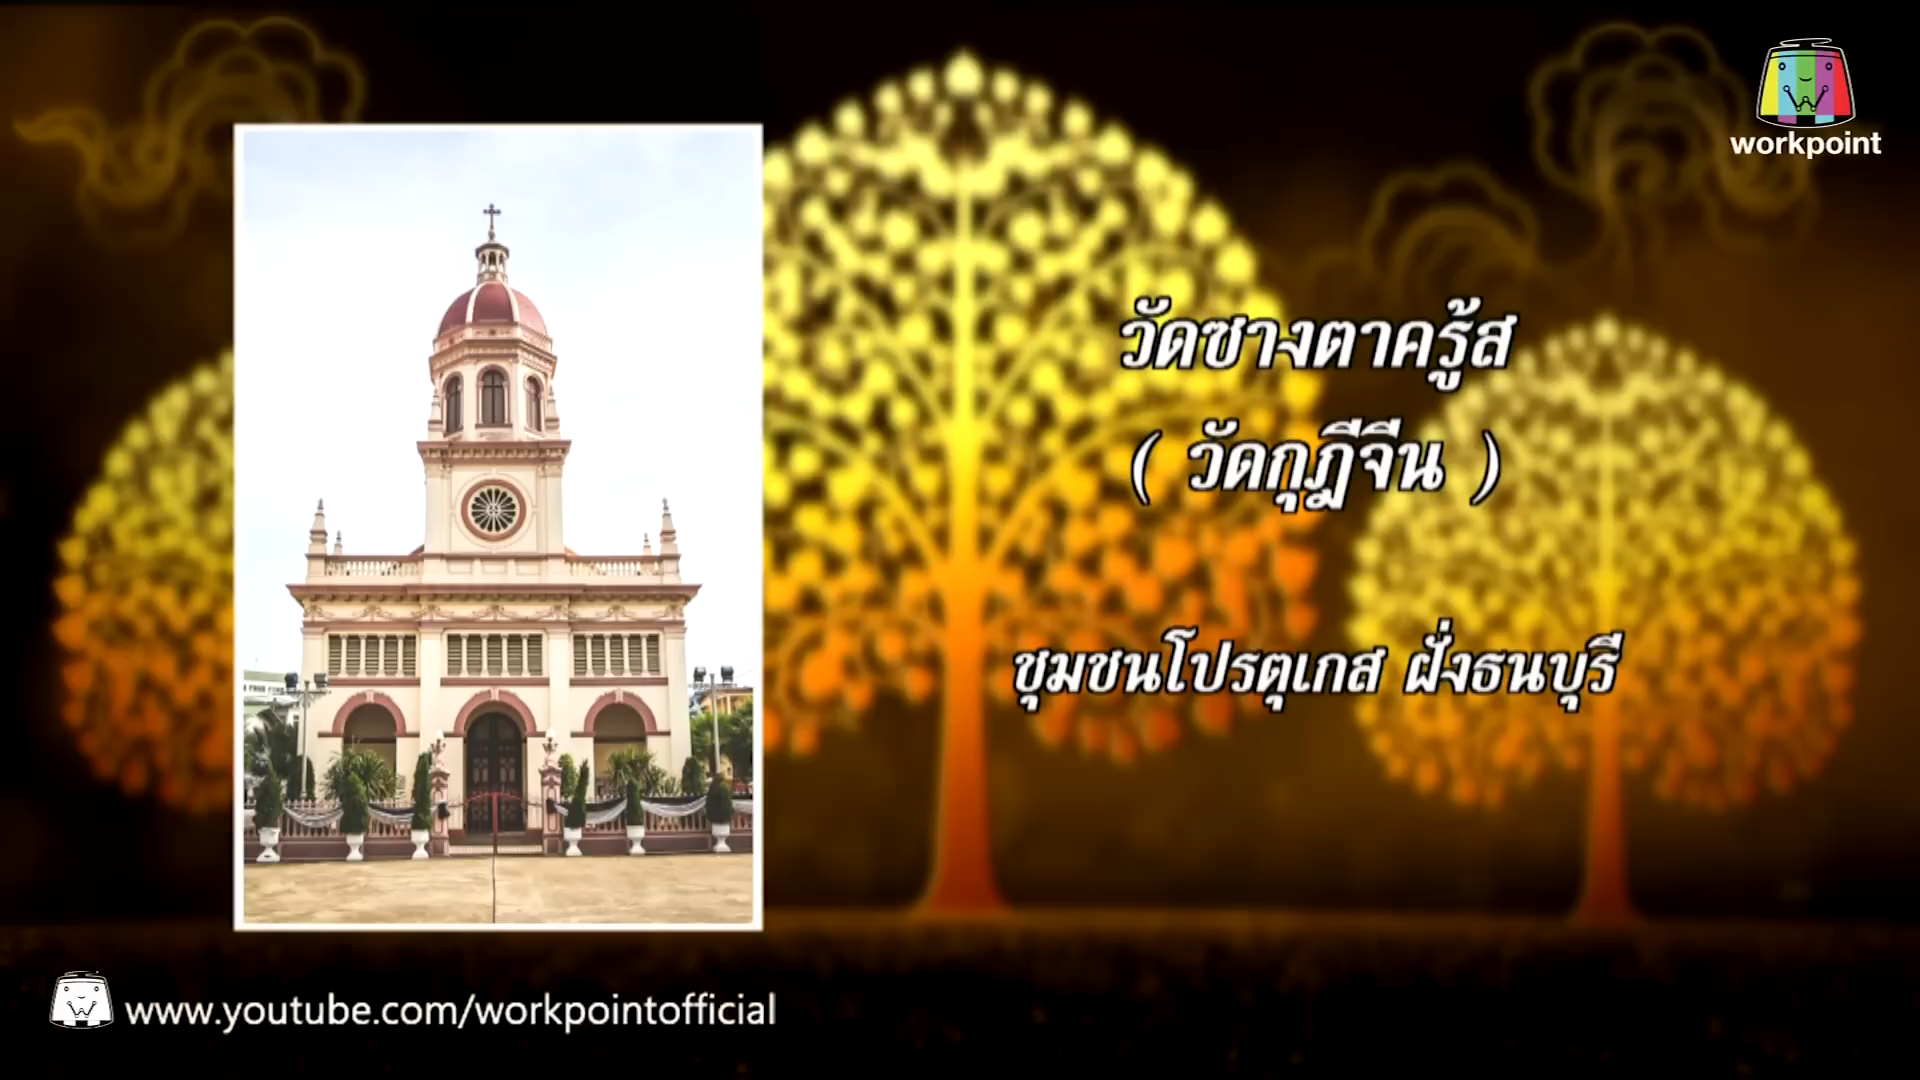 workpoint
วัดซางตาครู้ส
( วัดกุฎีจีน )
ชุมชนโปรตุเกส ฝั่งธนบุรี
www.youtube.com/workpointofficial